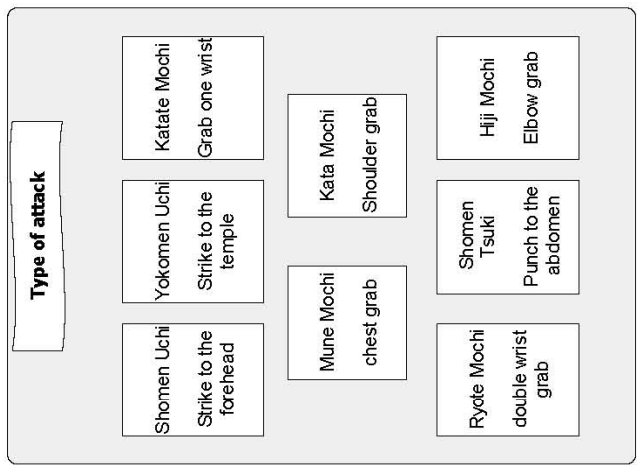 Type of attack
Shomen Uchi
Strike to the
forehead
Yokomen Uchi
Strike to the
temple
Katate Mochi
Grab one wrist
Mune Mochi
chest grab
Kata Mochi
Shoulder grab
Ryote Mochi
double wrist
grab
Shomen
Tsuki
Punch to the
abdomen
Hiji Mochi
Elbow grab